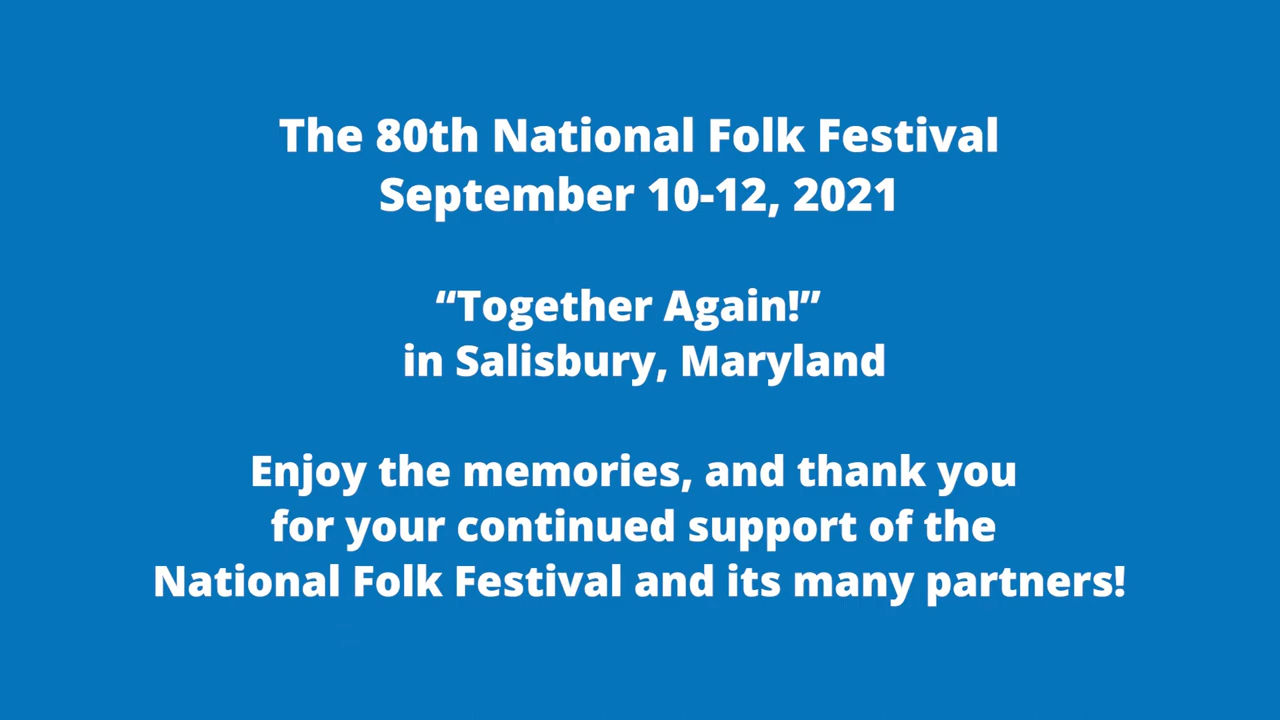 The 80th National Folk Festival
September 10-12, 2021
“Together Again!”
in Salisbury, Maryland
Enjoy the memories, and thank you
for your continued support of the
National Folk Festival and its many partners!